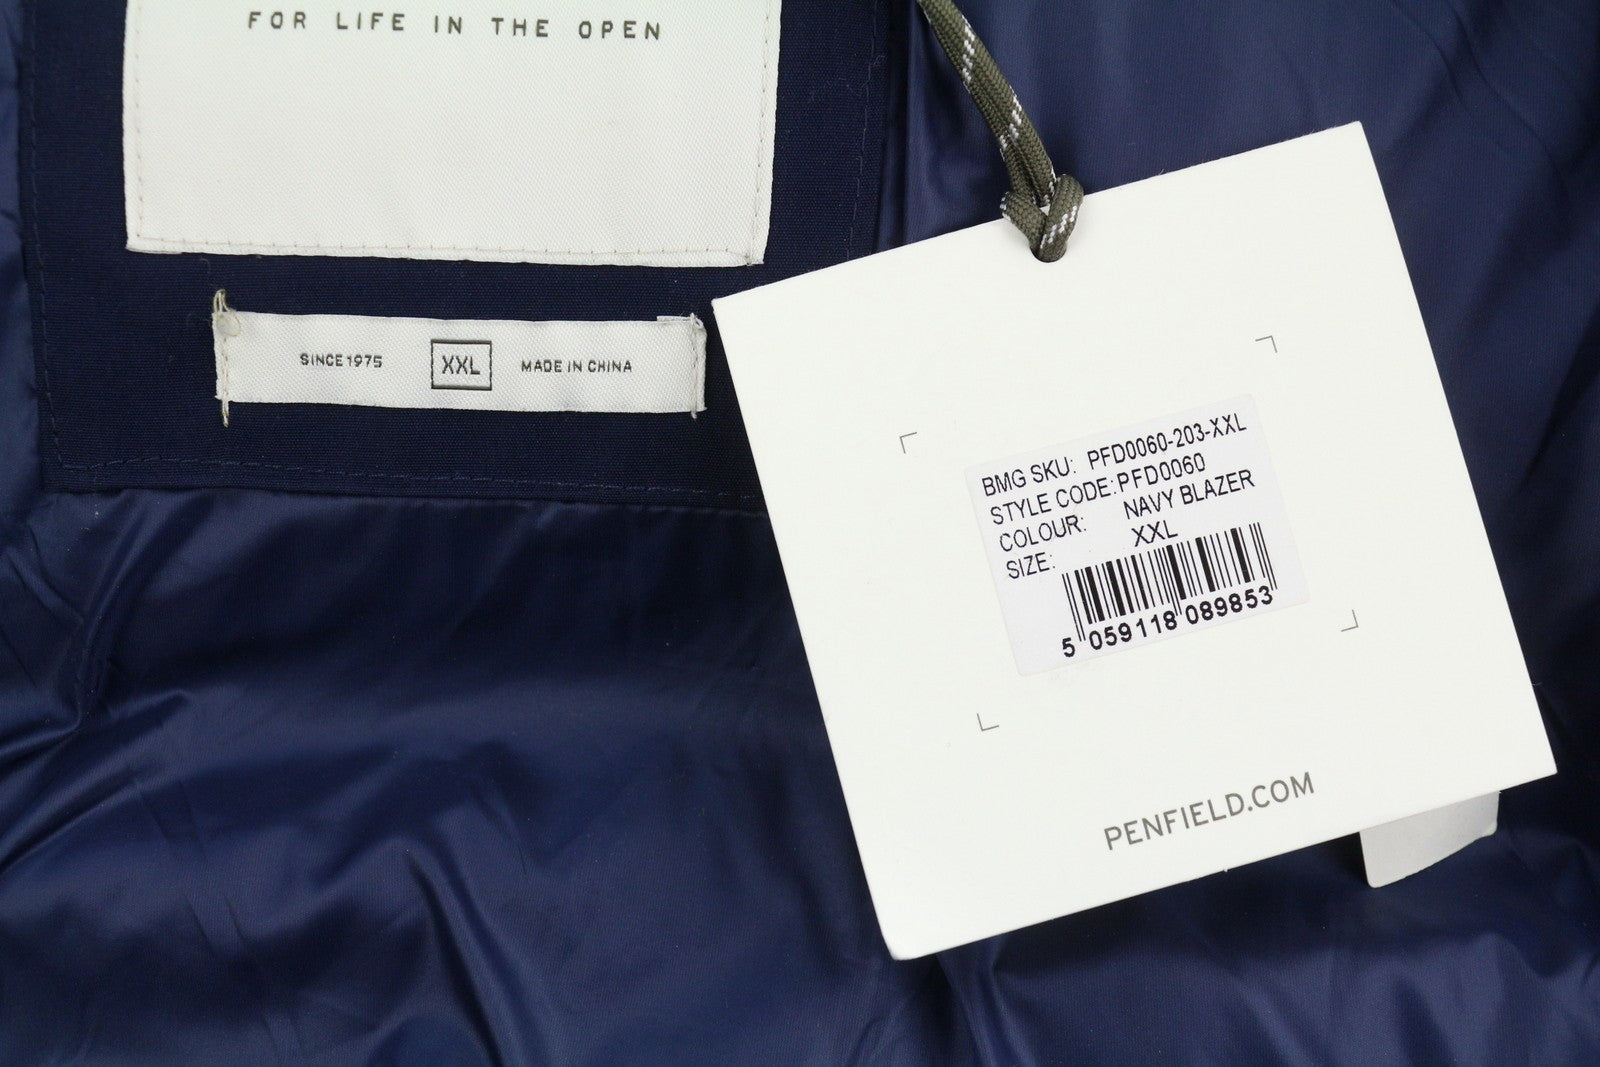 FOR LIFE IN THE OPEN
SINCE 1975 XXL MADE IN CHINA
BMG SKU: PFD0060-203-XXL
STYLE CODE: PFD0060
COLOUR: NAVY BLAZER
SIZE: XXL
5 059118 089853
PENFIELD.COM